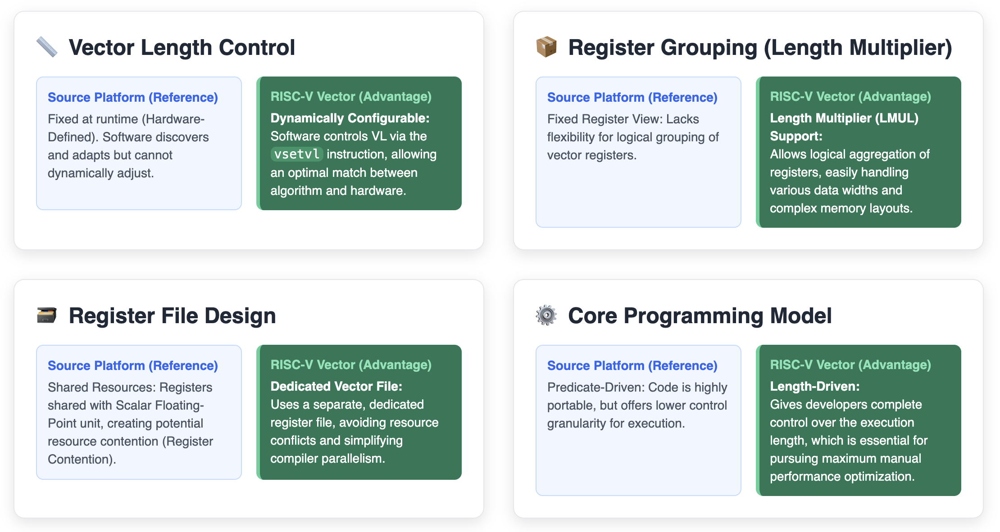 Vector Length Control
Source Platform (Reference)
Fixed at runtime (Hardware-
Defined). Software discovers
and adapts but cannot
dynamically adjust.
RISC-V Vector (Advantage)
Dynamically Configurable:
Software controls VL via the
vsetvl instruction, allowing
an optimal match between
algorithm and hardware.
Register Grouping (Length Multiplier)
Source Platform (Reference)
Fixed Register View: Lacks
flexibility for logical grouping of
vector registers.
RISC-V Vector (Advantage)
Length Multiplier (LMUL)
Support:
Allows logical aggregation of
registers, easily handling
various data widths and
complex memory layouts.
Register File Design
Source Platform (Reference)
Shared Resources: Registers
shared with Scalar Floating-
Point unit, creating potential
resource contention (Register
Contention).
RISC-V Vector (Advantage)
Dedicated Vector File:
Uses a separate, dedicated
register file, avoiding resource
conflicts and simplifying
compiler parallelism.
Core Programming Model
Source Platform (Reference)
Predicate-Driven: Code is highly
portable, but offers lower control
granularity for execution.
RISC-V Vector (Advantage)
Length-Driven:
Gives developers complete
control over the execution
length, which is essential for
pursuing maximum manual
performance optimization.